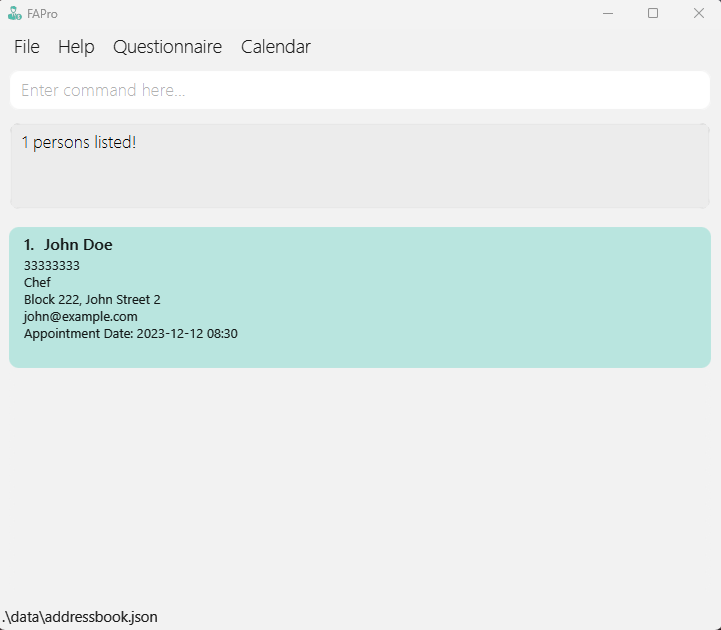 FAPro
File Help Questionnaire Calendar
Enter command here...
1 persons listed!
1. John Doe
33333333
Chef
Block 222, John Street 2
john@example.com
Appointment Date: 2023-12-12 08:30
.\data\addressbook.json